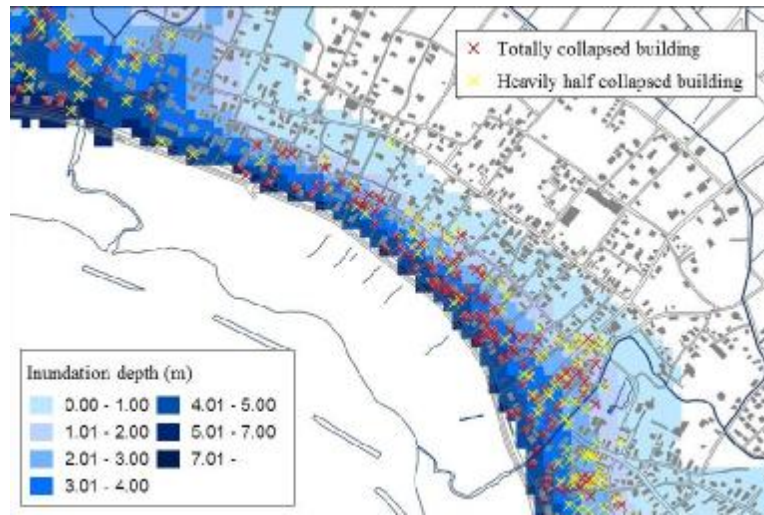 Totally collapsed building
Heavily half collapsed building
Inundation depth (m)
0.00 - 1.00 4.01 - 5.00
1.01 - 2.00 5.01 - 7.00
2.01 - 3.00 7.01 -
3.01 - 4.00